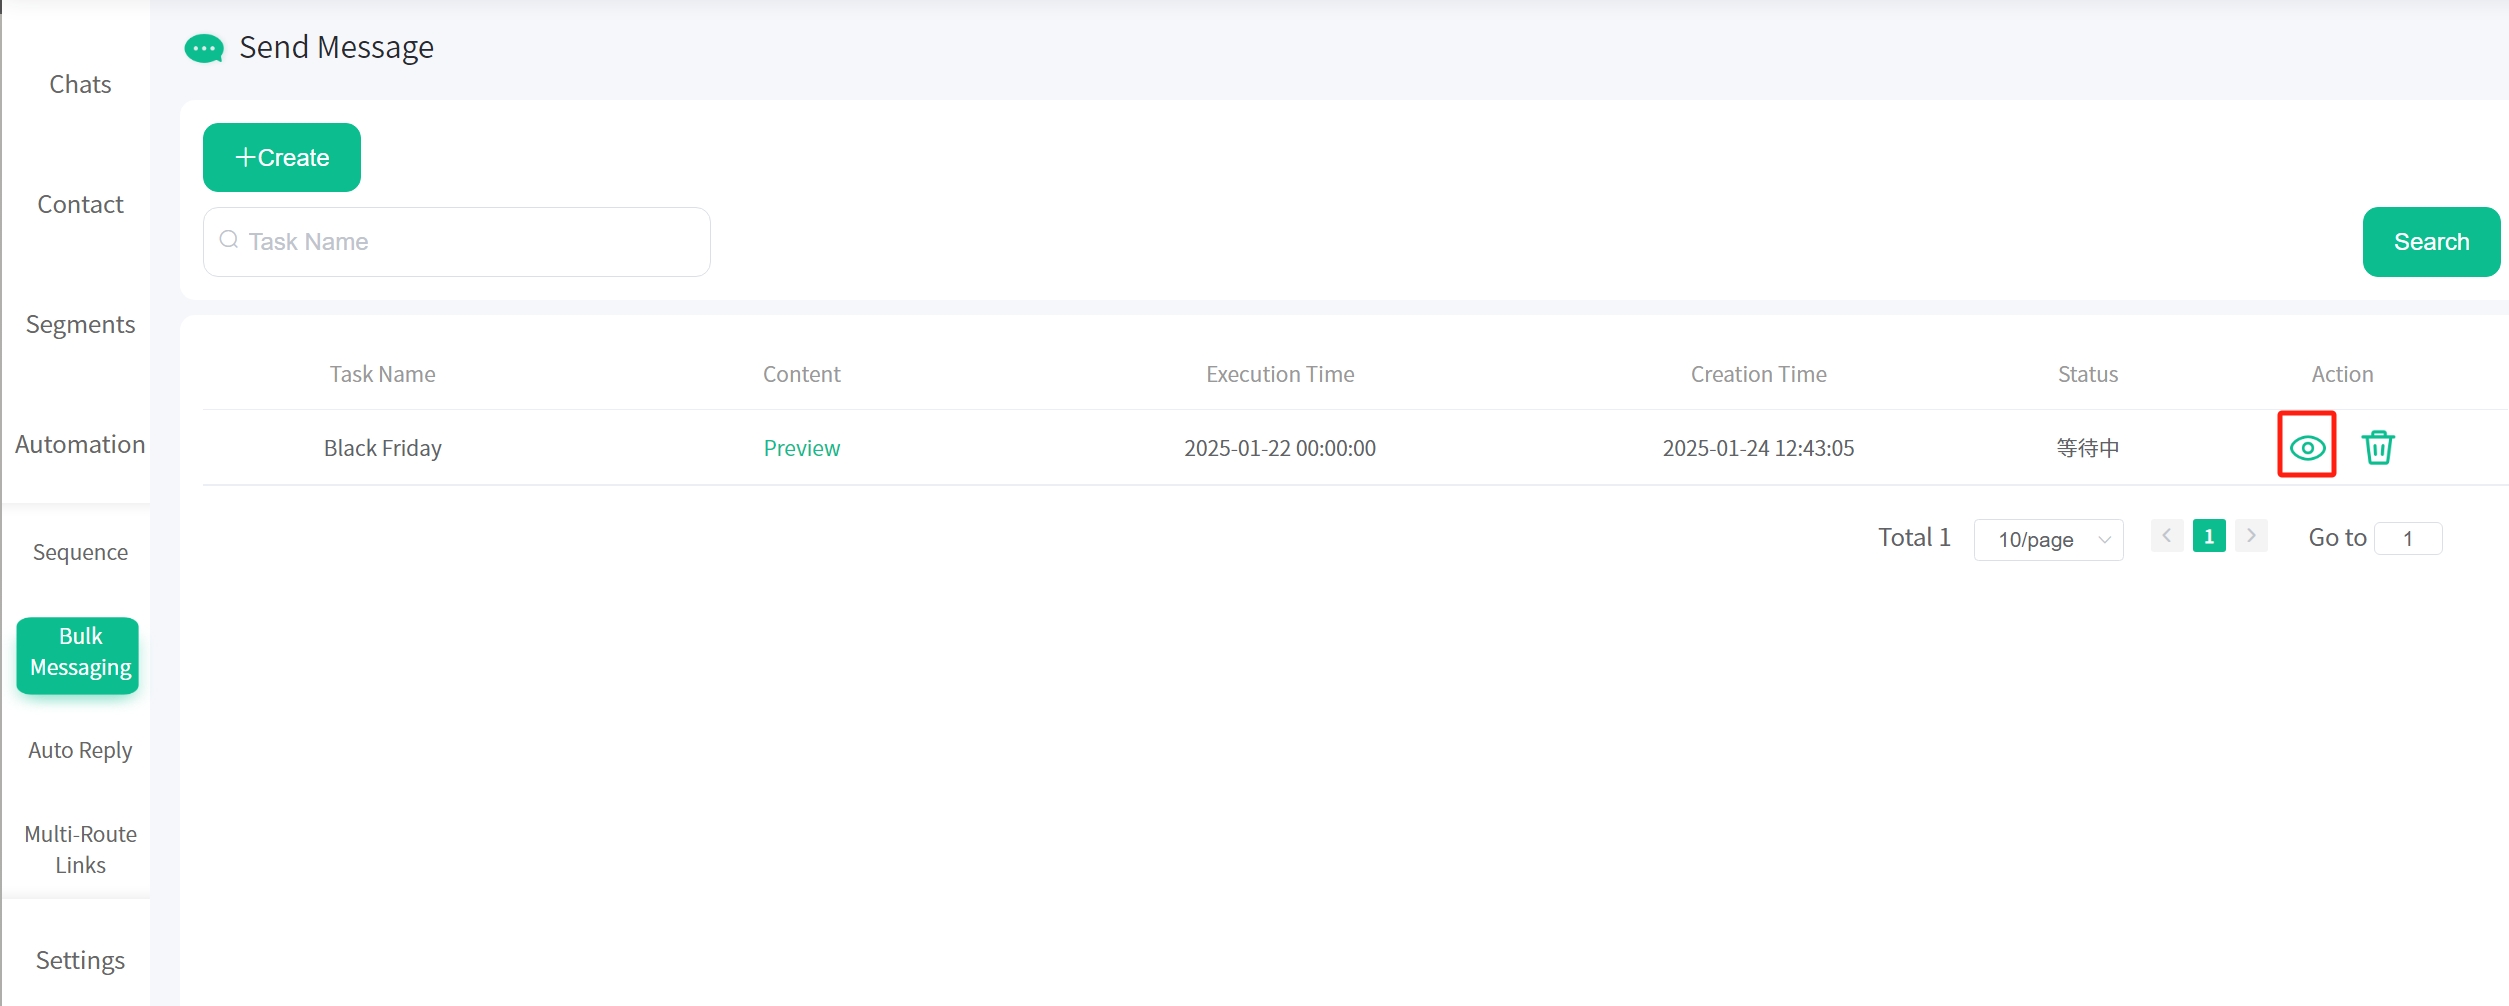 Send Message
Chats
Contact
Segments
Automation
Sequence
Bulk
Messaging
Auto Reply
Multi-Route
Links
Settings
+Create
Task Name
Search
Task Name Content Execution Time Creation Time Status Action
Black Friday Preview 2025-01-22 00:00:00 2025-01-24 12:43:05 等待中
Total 1 10/page 1 Go to 1